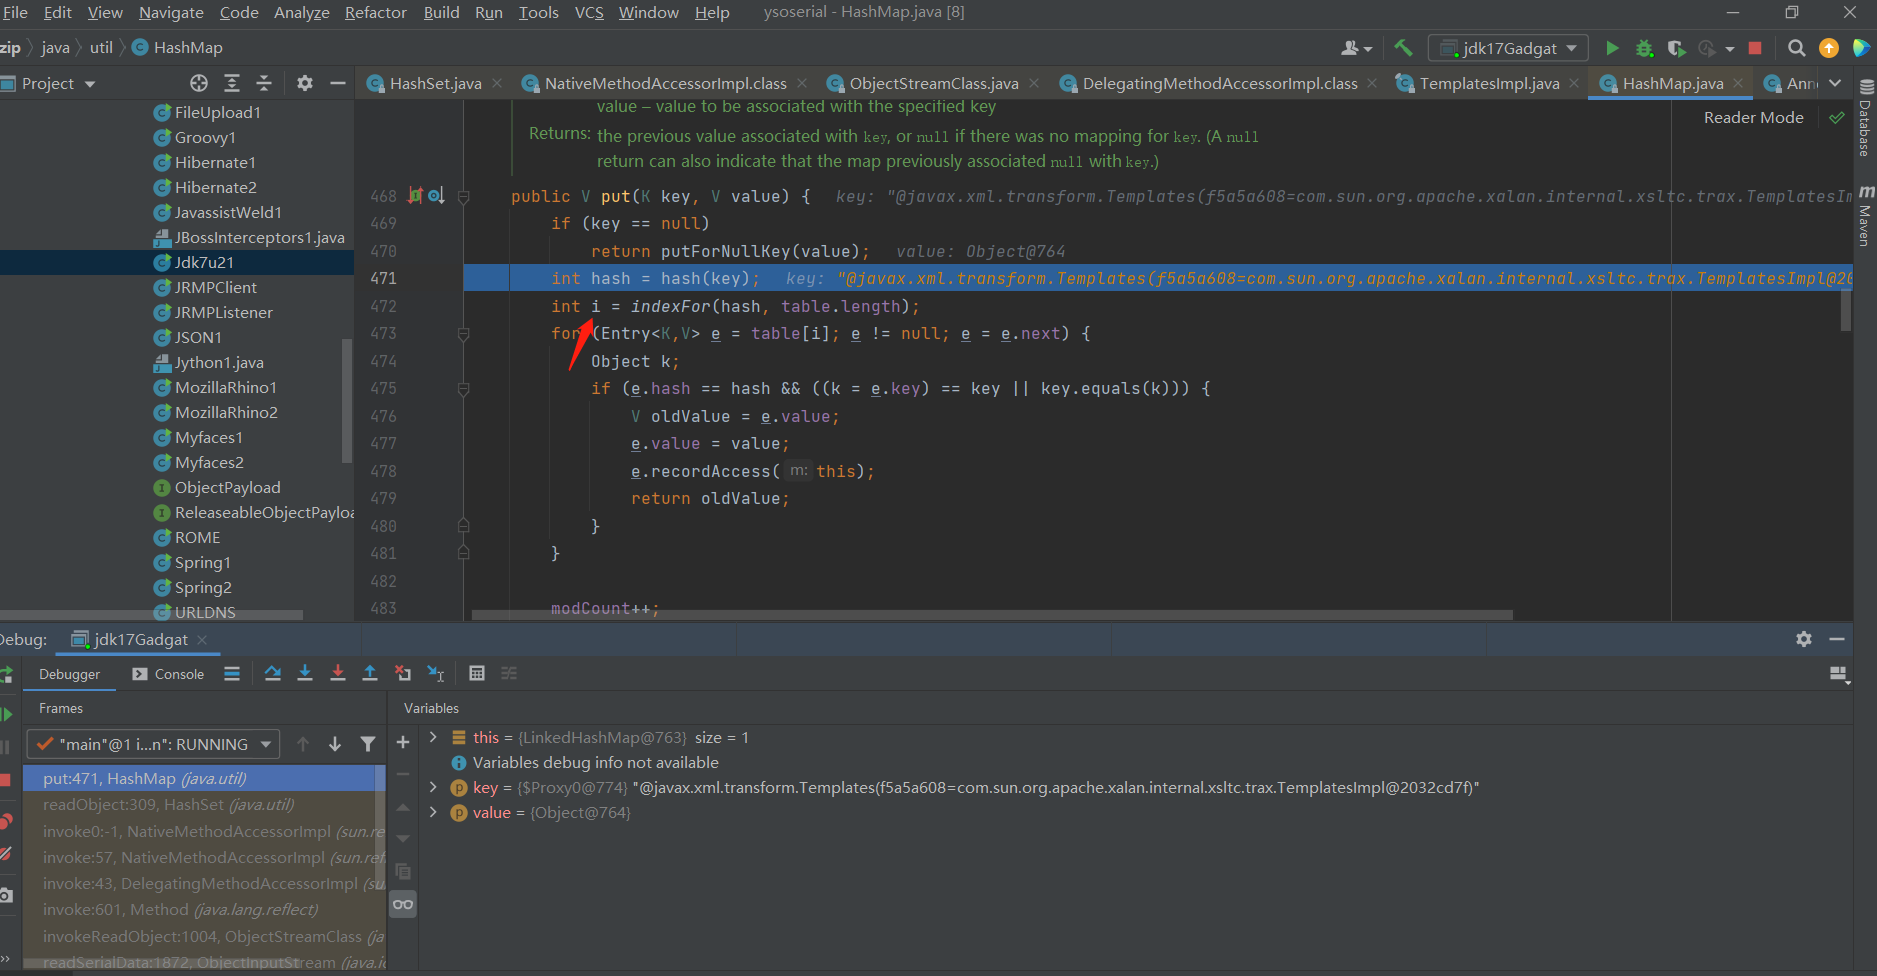 File Edit View Navigate Code Analyze Refactor Build Run Tools VCS Window Help ysoserial - HashMap.java [8]
zip java util HashMap
jdk17Gadgat
Project
HashSet.java NativeMethodAccessorImpl.class ObjectStreamClass.java DelegatingMethodAccessorImpl.class TemplatesImpl.java HashMap.java Ann
FileUpload1
Groovy1
Hibernate1
Hibernate2
JavassistWeld1
JBossInterceptors1.java
Jdk7u21
JRMPClient
JRMPListener
JSON1
Jython1.java
MozillaRhino1
MozillaRhino2
Myfaces1
Myfaces2
ObjectPayload
ReleaseableObjectPayloa
ROME
Spring1
Spring2
URLDNS
value – value to be associated with the specified key
Returns: the previous value associated with key, or null if there was no mapping for key. (A null
return can also indicate that the map previously associated null with key.)
Reader Mode
468 public V put(K key, V value) { key: "@javax.xml.transform.Templates(f5a5a608=com.sun.org.apache.xalan.internal.xsltc.trax.TemplatesIm
469 if (key == null)
470 return putForNullKey(value); value: Object@764
471 int hash = hash(key); key: "@javax.xml.transform.Templates(f5a5a608=com.sun.org.apache.xalan.internal.xsltc.trax.TemplatesImpl@20
472 int i = indexFor(hash, table.length);
473 for (Entry<K,V> e = table[i]; e != null; e = e.next) {
474 Object k;
475 if (e.hash == hash && ((k = e.key) == key || key.equals(k))) {
476 V oldValue = e.value;
477 e.value = value;
478 e.recordAccess( m: this);
479 return oldValue;
480 }
481 }
482
483 modCount++;
Database
Maven
Debug: jdk17Gadgat
Debugger Console
Frames
"main"@1 i...n": RUNNING
put:471, HashMap (java.util)
readObject:309, HashSet (java.util)
invoke0:-1, NativeMethodAccessorImpl (sun.re
invoke:57, NativeMethodAccessorImpl (sun.ref
invoke:43, DelegatingMethodAccessorImpl (su
invoke:601, Method (java.lang.reflect)
invokeReadObject:1004, ObjectStreamClass (ja
readSerialData:1872, ObjectInputStream (java.i
Variables
this = {LinkedHashMap@763} size = 1
Variables debug info not available
key = {$Proxy0@774} "@javax.xml.transform.Templates(f5a5a608=com.sun.org.apache.xalan.internal.xsltc.trax.TemplatesImpl@2032cd7f)"
value = {Object@764}